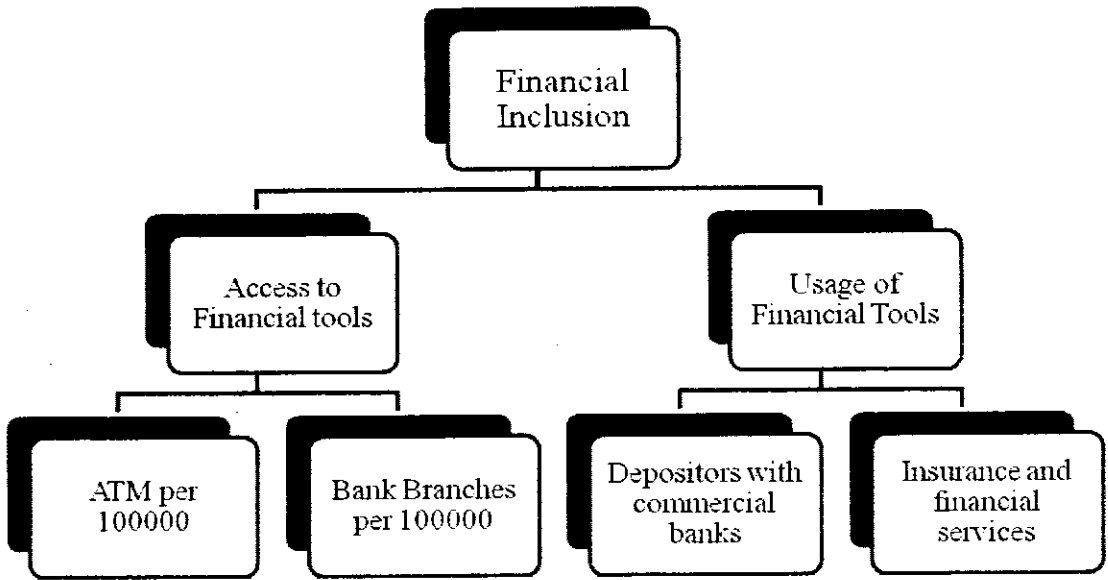 Financial
Inclusion
Access to
Financial tools
Usage of
Financial Tools
ATM per
100000
Bank Branches
per 100000
Depositors with
commercial
banks
Insurance and
financial
services